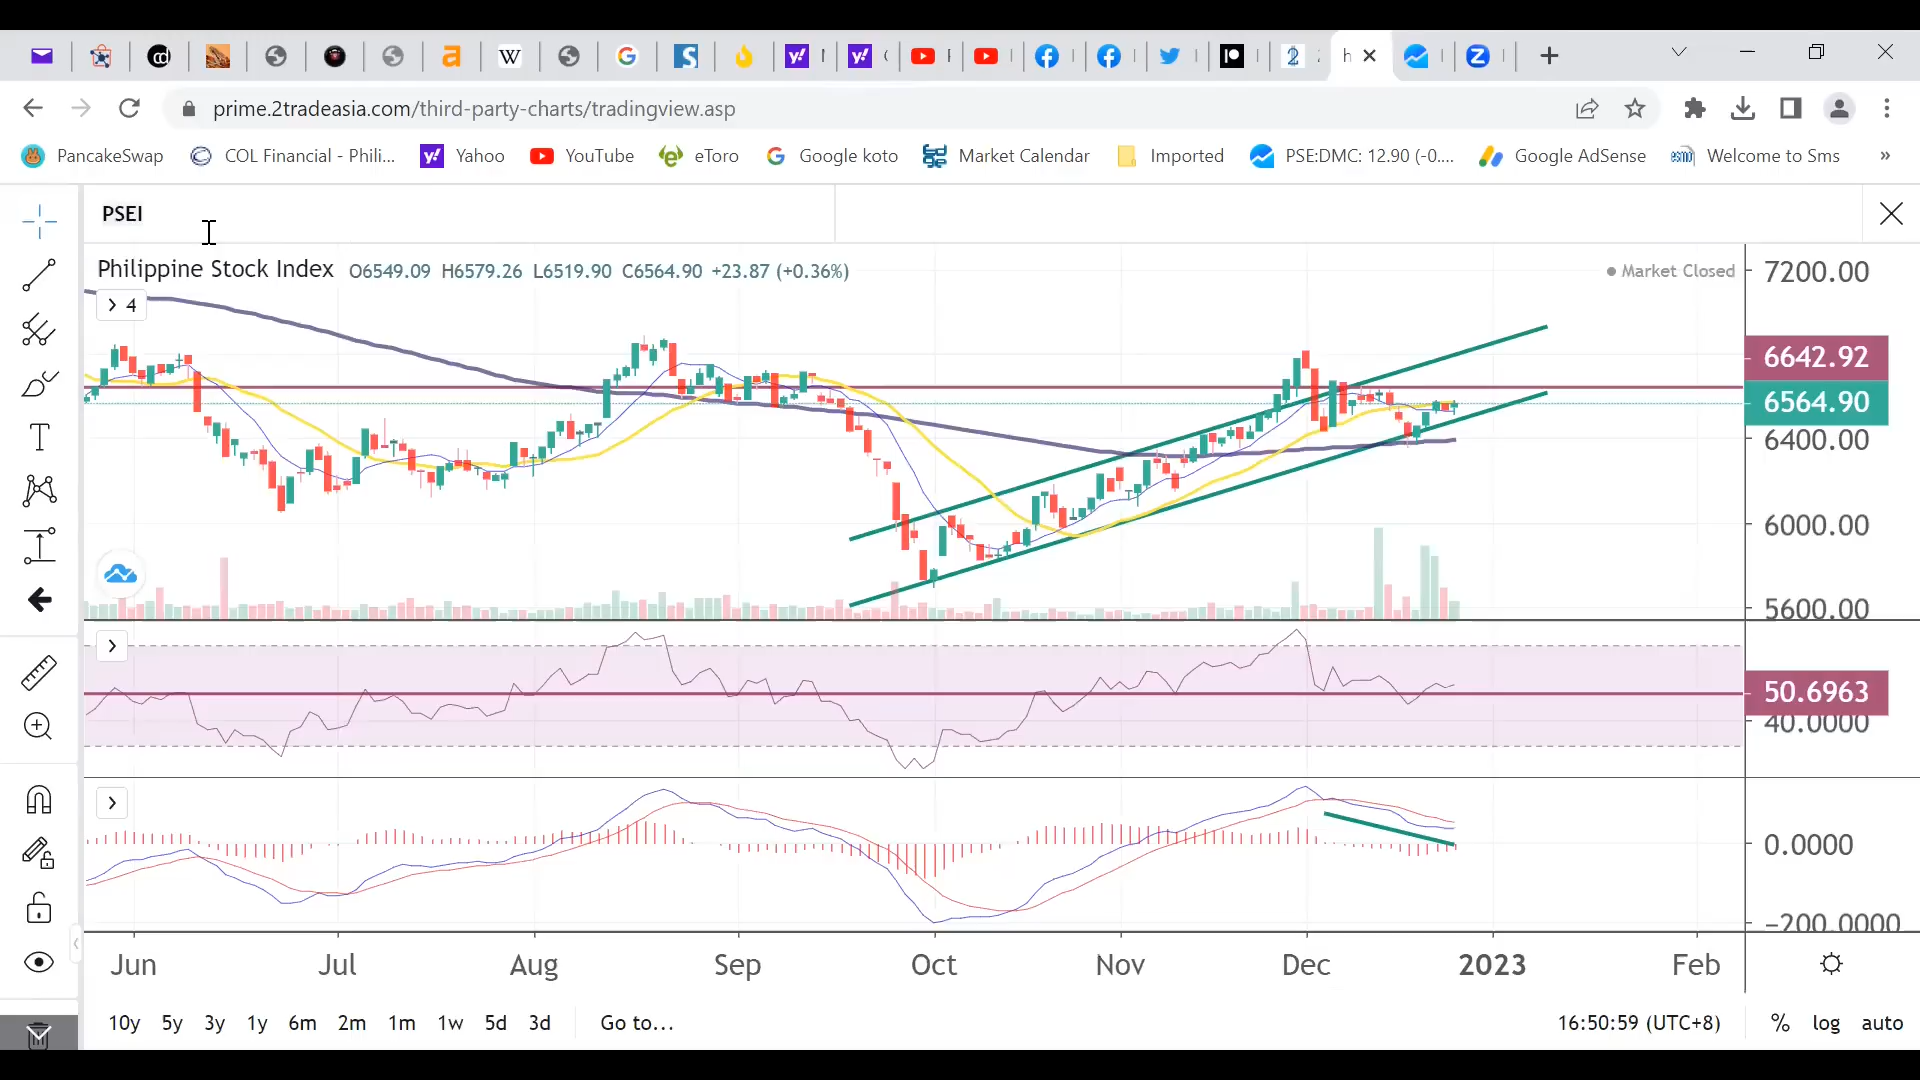 prime.2tradeasia.com/third-party-charts/tradingview.asp
PancakeSwap COL Financial - Phili... Yahoo YouTube eToro Google koto Market Calendar Imported PSE:DMC: 12.90 (-0.... Google AdSense Welcome to Sms »
PSEI
Philippine Stock Index O6549.09 H6579.26 L6519.90 C6564.90 +23.87 (+0.36%) Market Closed
4
7200.00
6642.92
6564.90
6400.00
6000.00
5600.00
50.6963
40.0000
0.0000
−200.0000
Jun Jul Aug Sep Oct Nov Dec 2023 Feb
10y 5y 3y 1y 6m 2m 1m 1w 5d 3d Go to... 16:50:59 (UTC+8) % log auto